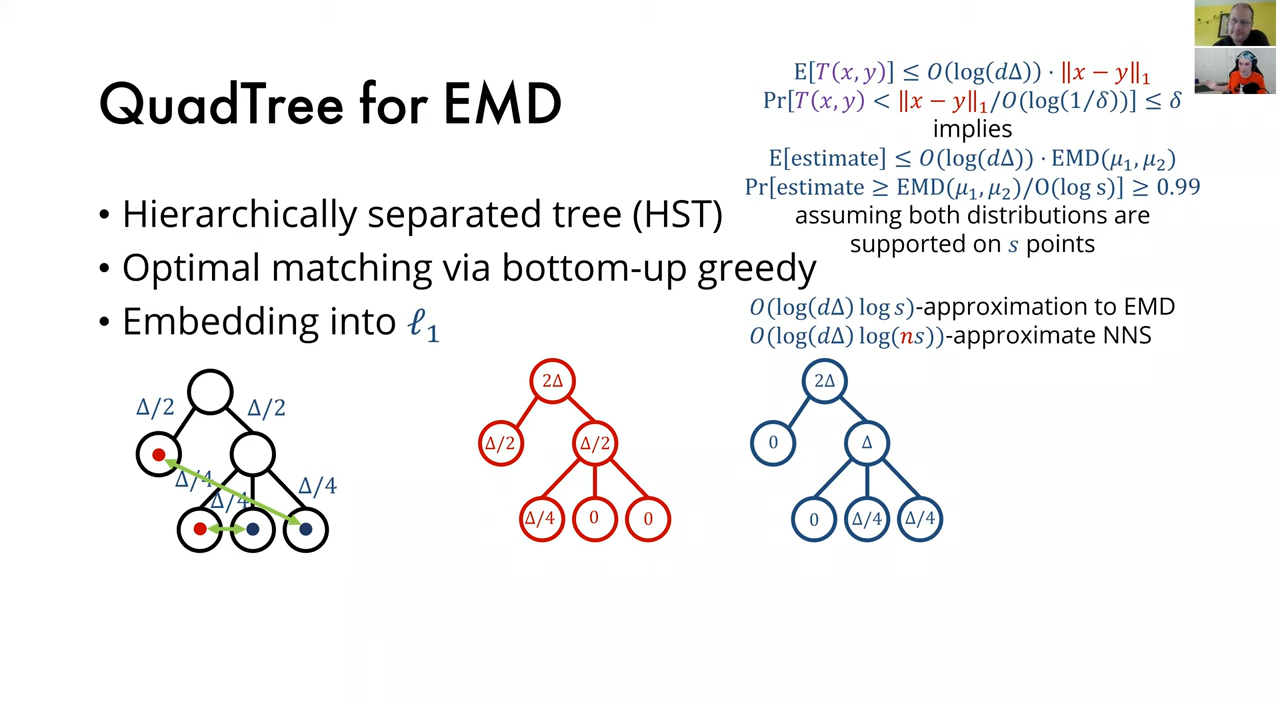 QuadTree for EMD
• Hierarchically separated tree (HST)
• Optimal matching via bottom-up greedy
• Embedding into ℓ₁
E[T(x, y)] ≤ O(log(dΔ)) · ‖x − y‖₁
Pr[T(x, y) < ‖x − y‖₁/O(log(1/δ))] ≤ δ
implies
E[estimate] ≤ O(log(dΔ)) · EMD(μ₁, μ₂)
Pr[estimate ≥ EMD(μ₁, μ₂)/O(log s)] ≥ 0.99
assuming both distributions are
supported on s points
O(log(dΔ) log s)-approximation to EMD
O(log(dΔ) log(ns))-approximate NNS
Δ/2 Δ/2
Δ/4 Δ/4 Δ/4
2Δ
Δ/2 Δ/2
Δ/4 0 0
2Δ
0 Δ
0 Δ/4 Δ/4